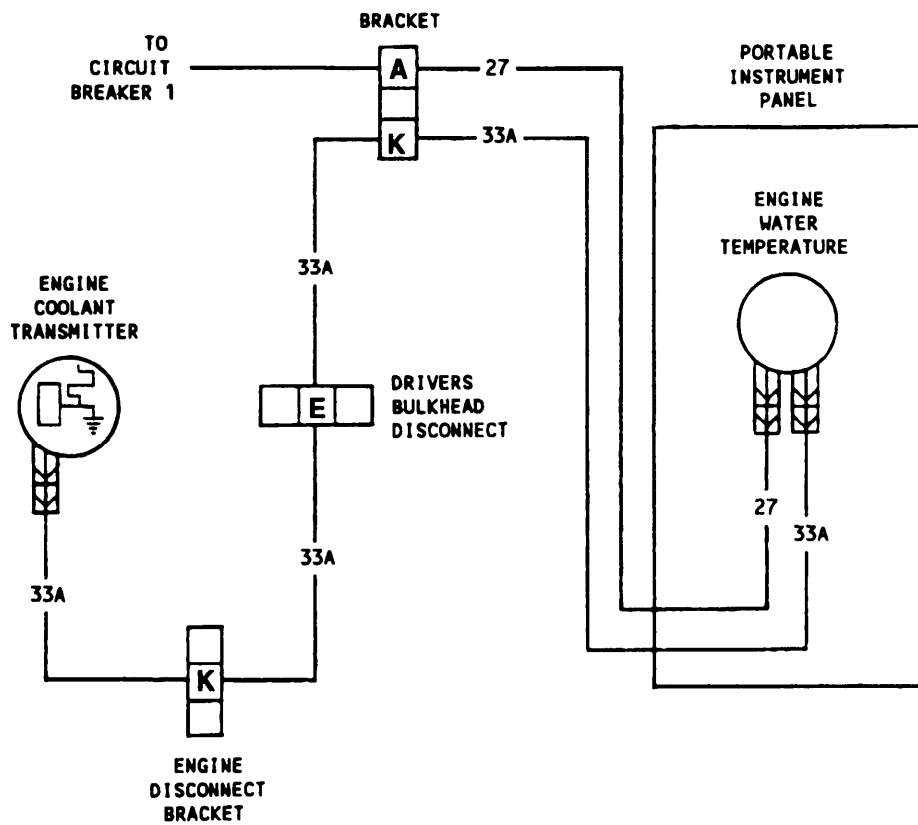 BRACKET
TO
CIRCUIT
BREAKER 1
A
27
PORTABLE
INSTRUMENT
PANEL
K
33A
ENGINE
WATER
TEMPERATURE
33A
ENGINE
COOLANT
TRANSMITTER
E
DRIVERS
BULKHEAD
DISCONNECT
27
33A
33A
33A
K
ENGINE
DISCONNECT
BRACKET